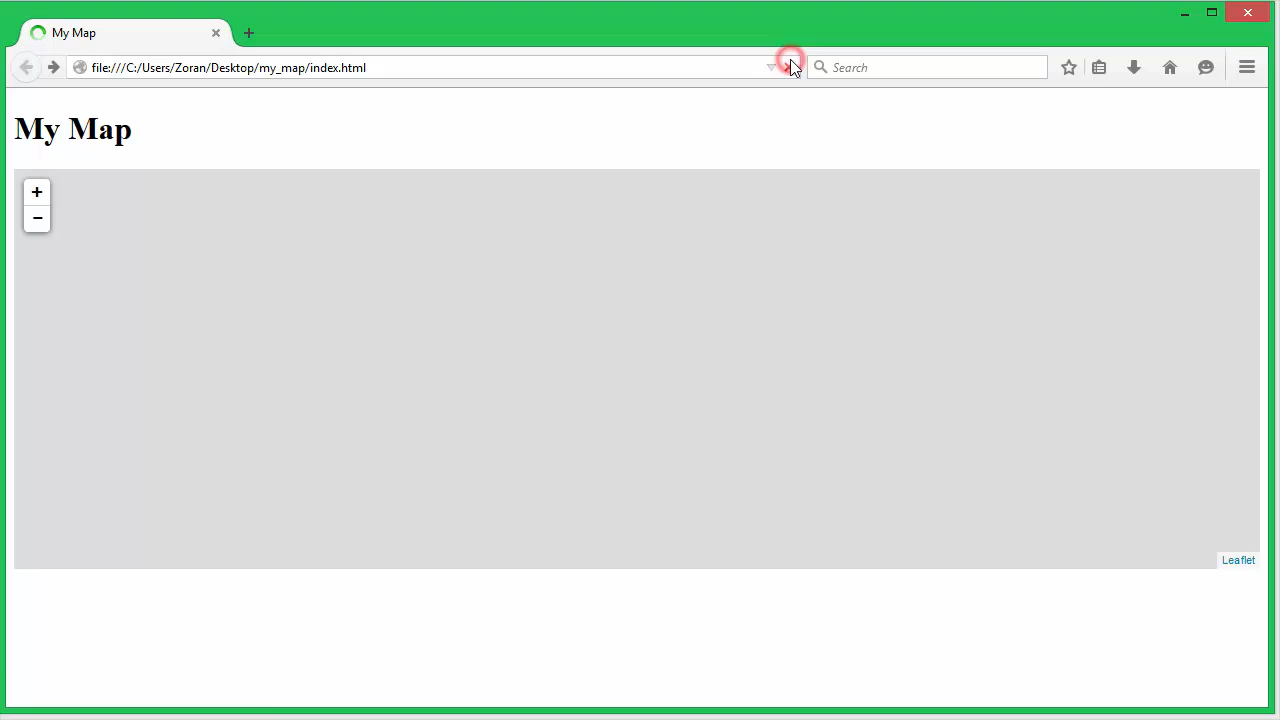 My Map
file:///C:/Users/Zoran/Desktop/my_map/index.html
Search
My Map
+
−
Leaflet